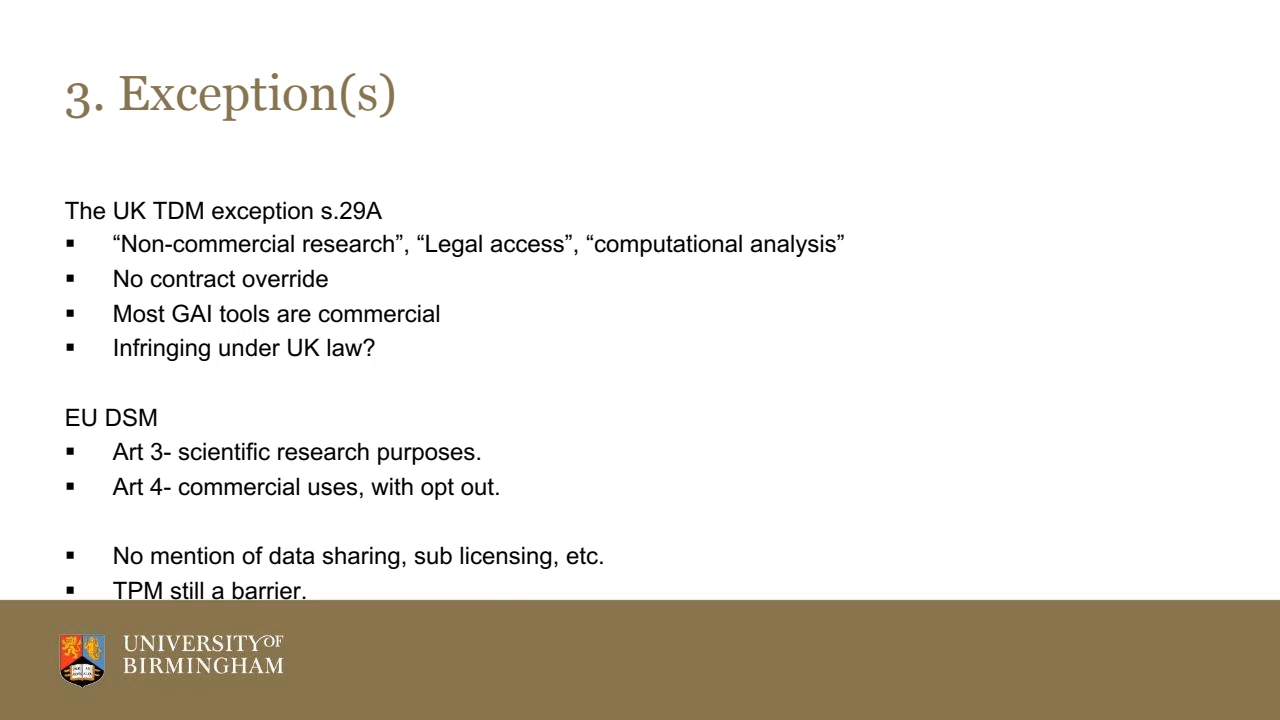 3. Exception(s)
The UK TDM exception s.29A
▪ “Non-commercial research”, “Legal access”, “computational analysis”
▪ No contract override
▪ Most GAI tools are commercial
▪ Infringing under UK law?
EU DSM
▪ Art 3- scientific research purposes.
▪ Art 4- commercial uses, with opt out.
▪ No mention of data sharing, sub licensing, etc.
▪ TPM still a barrier.
UNIVERSITY OF
BIRMINGHAM